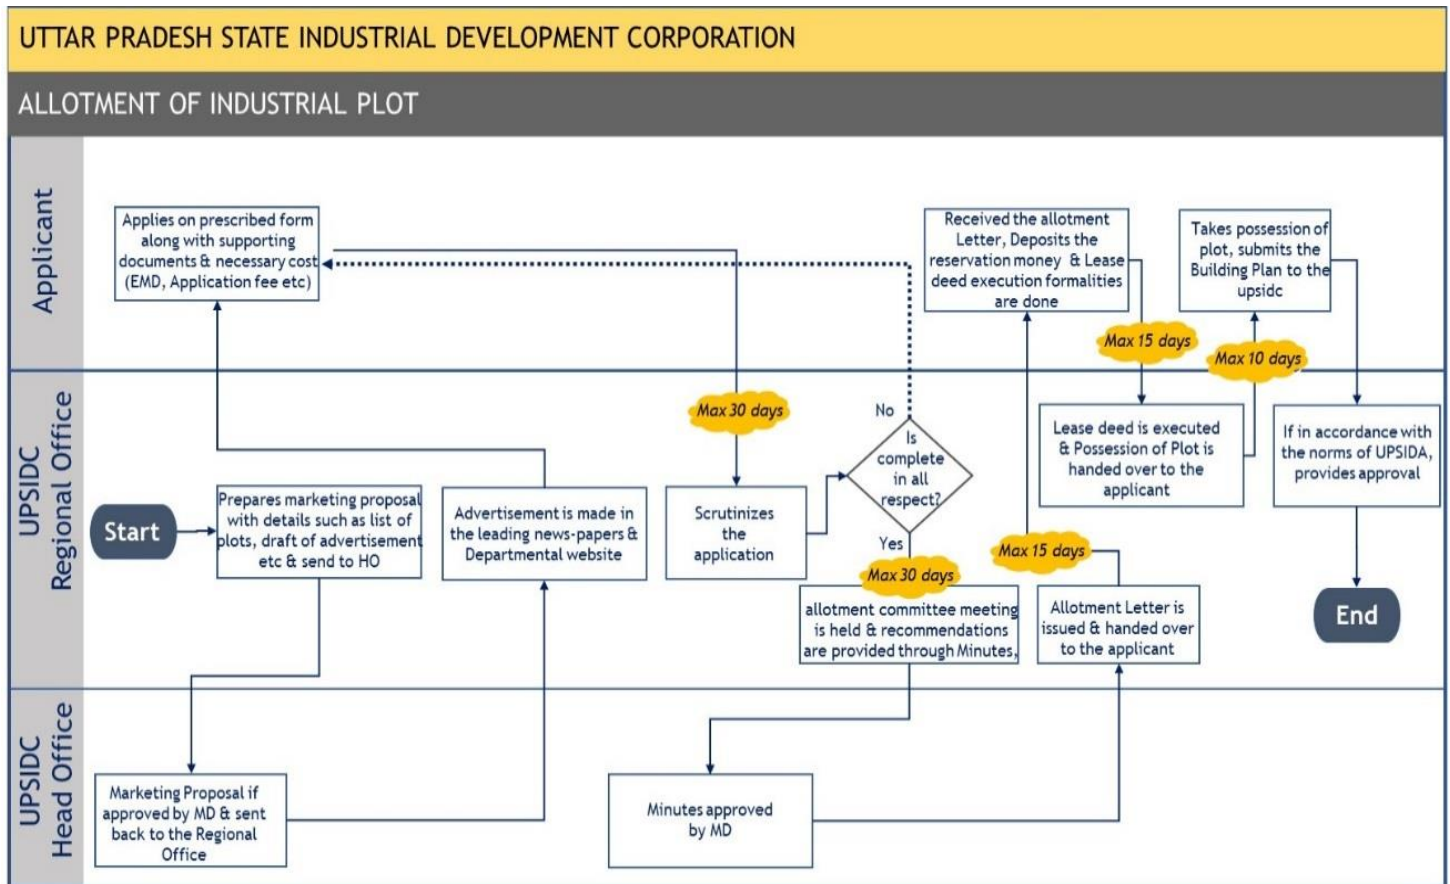 UTTAR PRADESH STATE INDUSTRIAL DEVELOPMENT CORPORATION
ALLOTMENT OF INDUSTRIAL PLOT
Applicant
Applies on prescribed form
along with supporting
documents & necessary cost
(EMD, Application fee etc)
Received the allotment
Letter, Deposits the
reservation money & Lease
deed execution formalities
are done
Takes possession of
plot, submits the
Building Plan to the
upsidc
Max 15 days
Max 10 days
UPSIDC
Regional Office
Start
Prepares marketing proposal
with details such as list of
plots, draft of advertisement
etc & send to HO
Advertisement is made in
the leading news-papers &
Departmental website
Max 30 days
Scrutinizes
the
application
No
Is
complete
in all
respect?
Yes
Max 30 days
allotment committee meeting
is held & recommendations
are provided through Minutes,
Max 15 days
Allotment Letter is
issued & handed over
to the applicant
Lease deed is executed
& Possession of Plot is
handed over to the
applicant
If in accordance with
the norms of UPSIDA,
provides approval
End
UPSIDC
Head Office
Marketing Proposal if
approved by MD & sent
back to the Regional
Office
Minutes approved
by MD